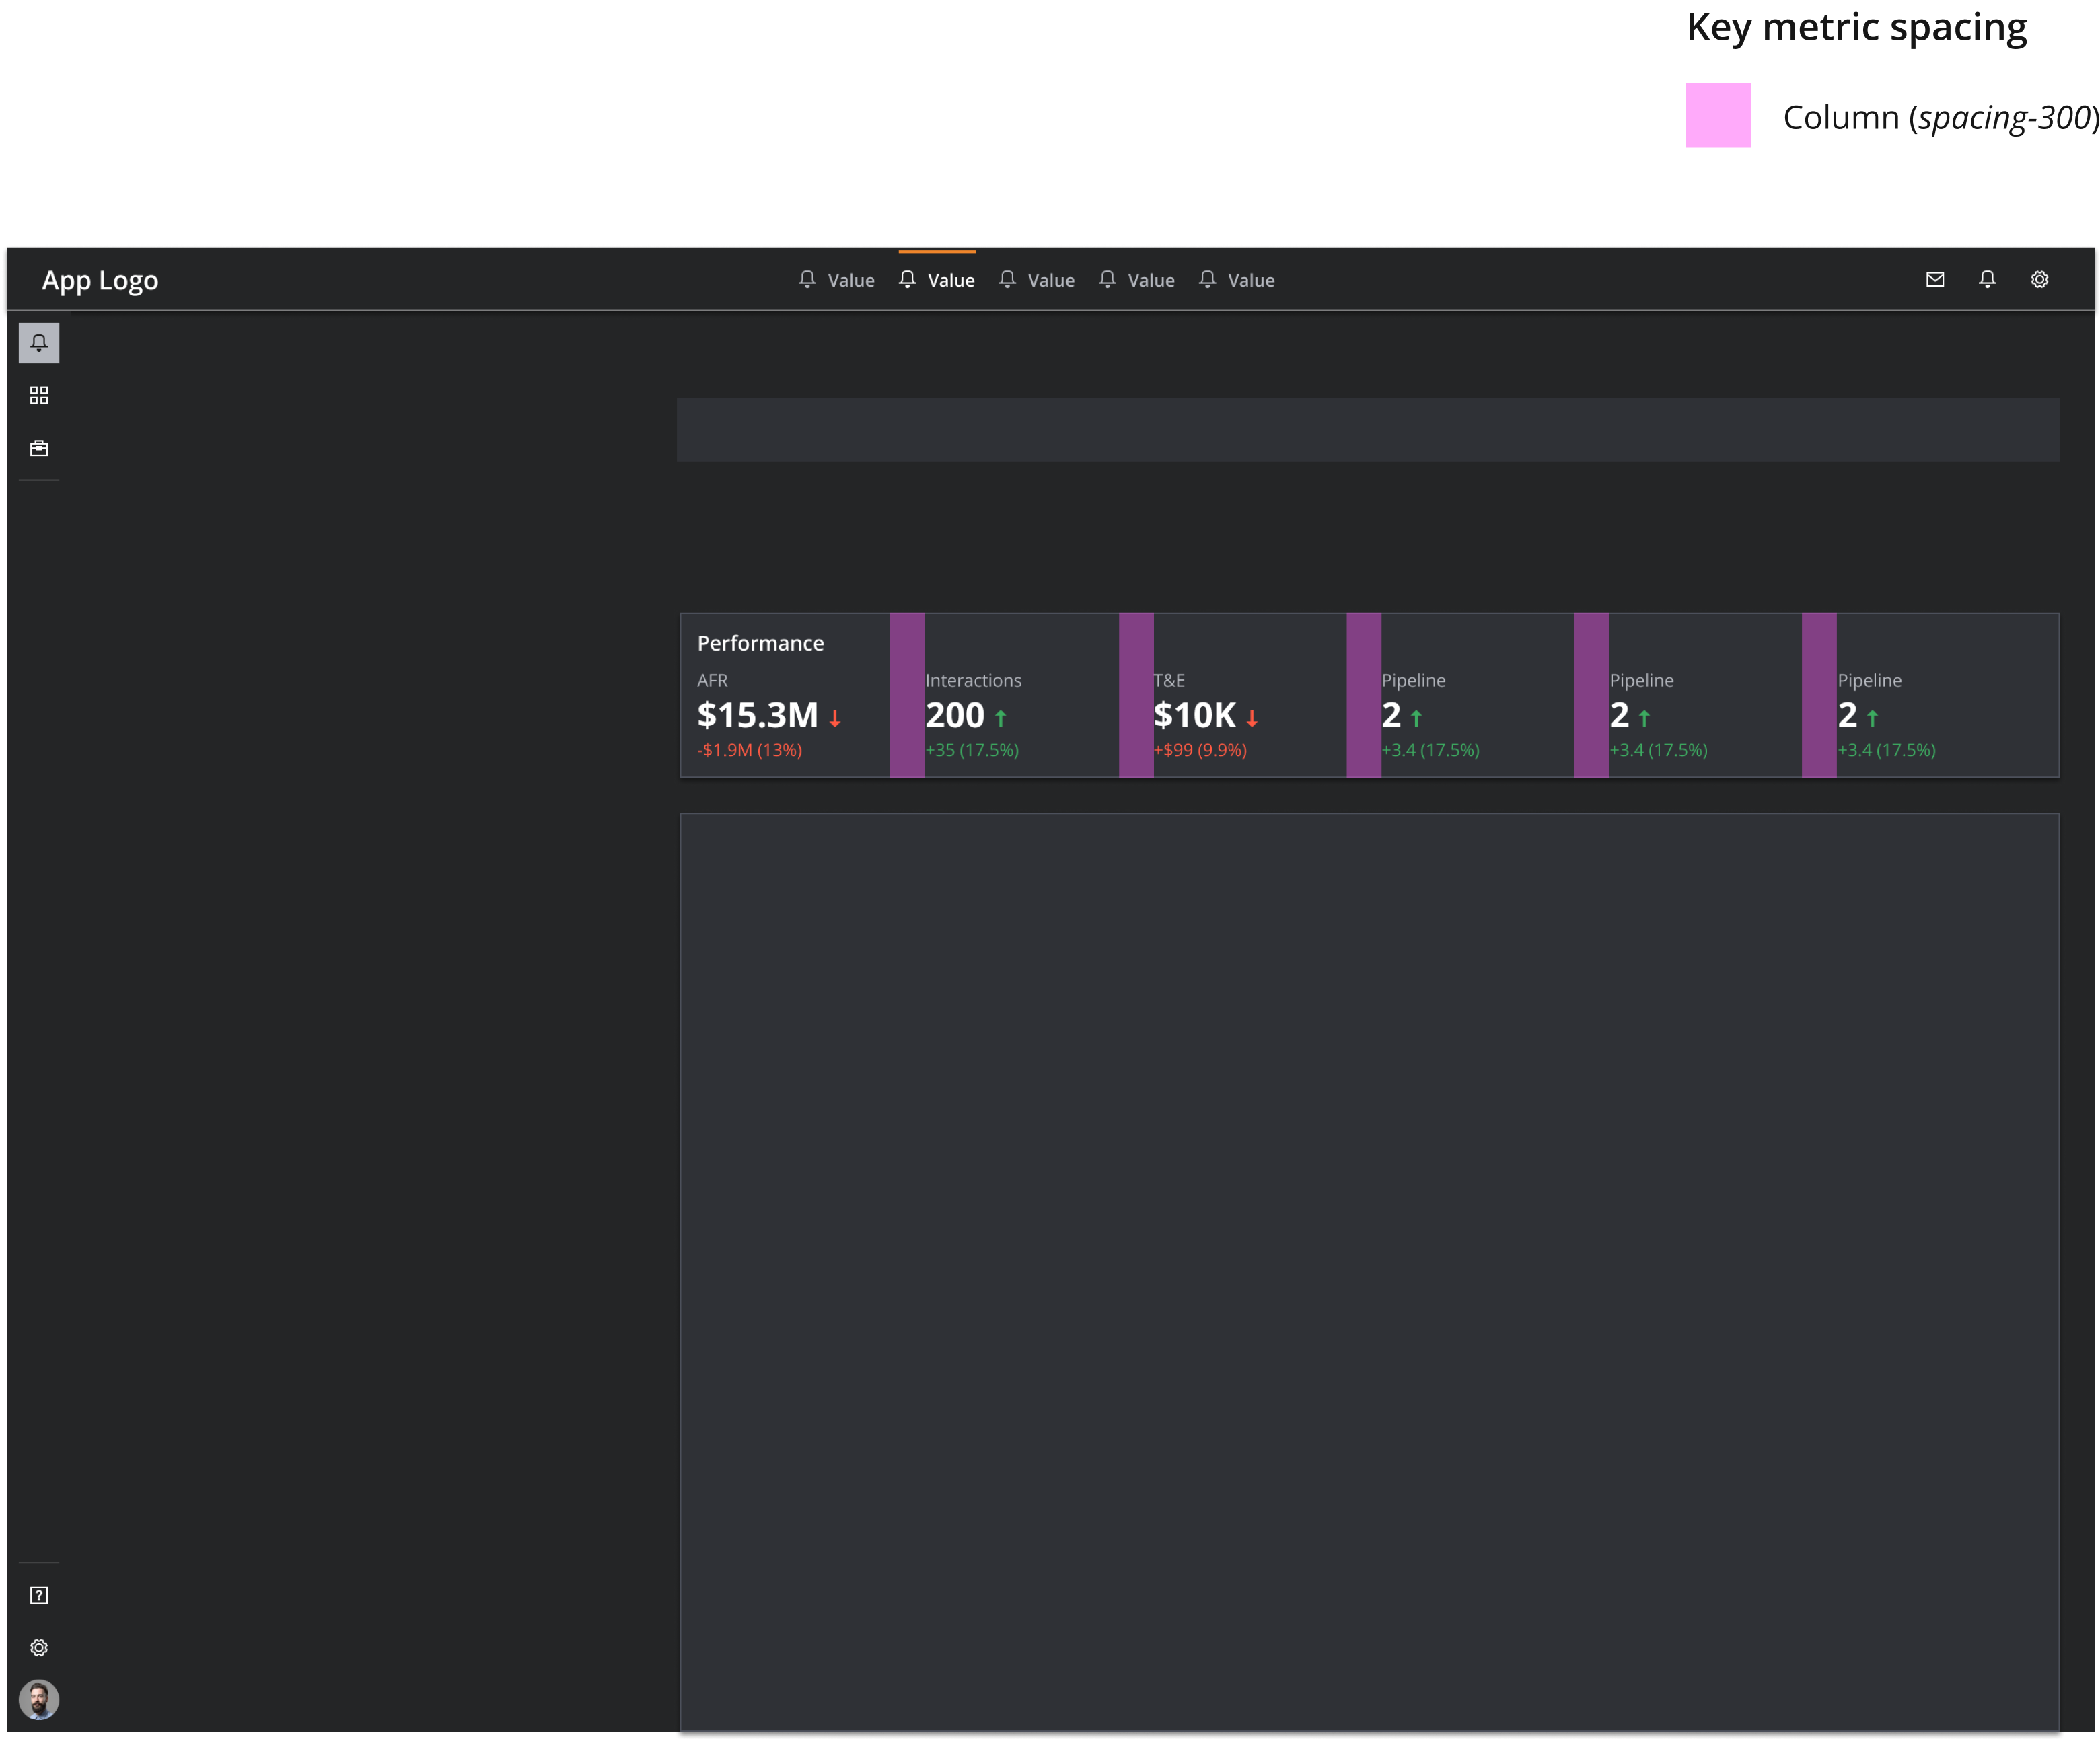 Key metric spacing
Column (spacing-300)
App Logo
Value Value Value Value Value
Performance
AFR Interactions T&E Pipeline Pipeline Pipeline
$15.3M 200 $10K 2 2 2
-$1.9M (13%) +35 (17.5%) +$99 (9.9%) +3.4 (17.5%) +3.4 (17.5%) +3.4 (17.5%)